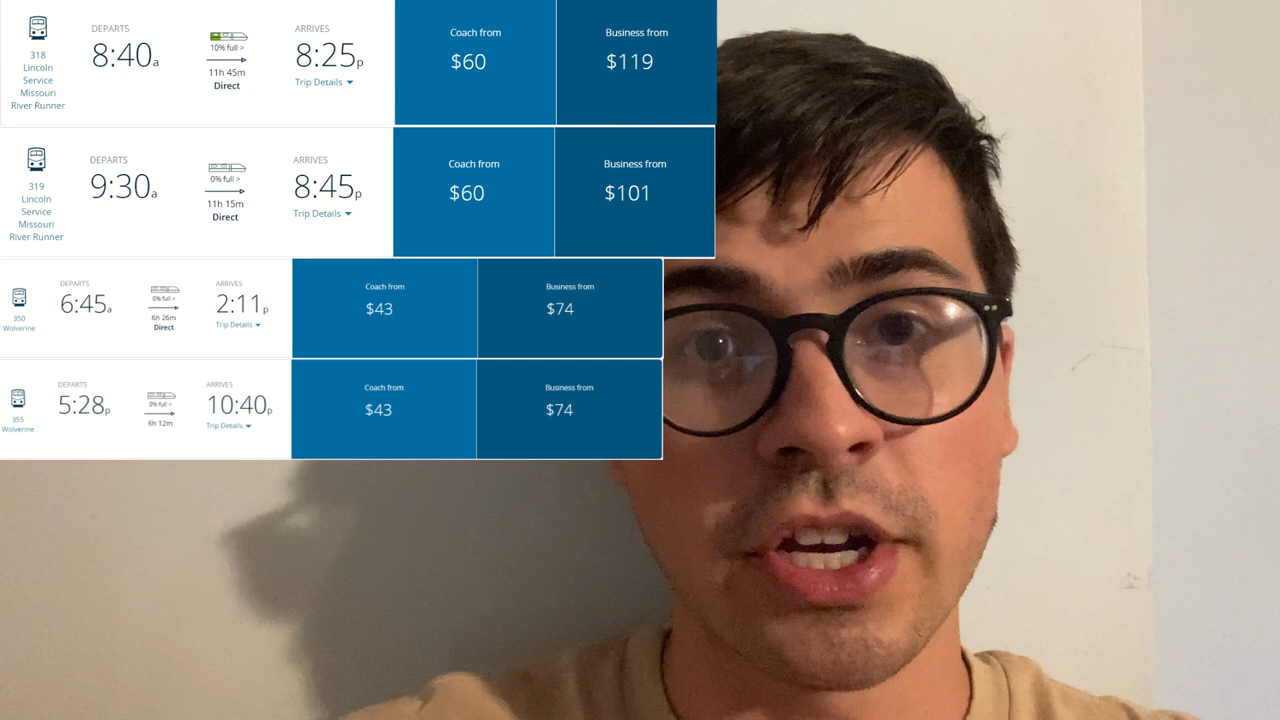 318
Lincoln
Service
Missouri
River Runner
DEPARTS
8:40a
10% full >
11h 45m
Direct
ARRIVES
8:25p
Trip Details
Coach from
$60
Business from
$119
319
Lincoln
Service
Missouri
River Runner
DEPARTS
9:30a
0% full >
11h 15m
Direct
ARRIVES
8:45p
Trip Details
Coach from
$60
Business from
$101
350
Wolverine
DEPARTS
6:45a
0% full >
6h 26m
Direct
ARRIVES
2:11p
Trip Details
Coach from
$43
Business from
$74
355
Wolverine
DEPARTS
5:28p
0% full >
6h 12m
ARRIVES
10:40p
Trip Details
Coach from
$43
Business from
$74